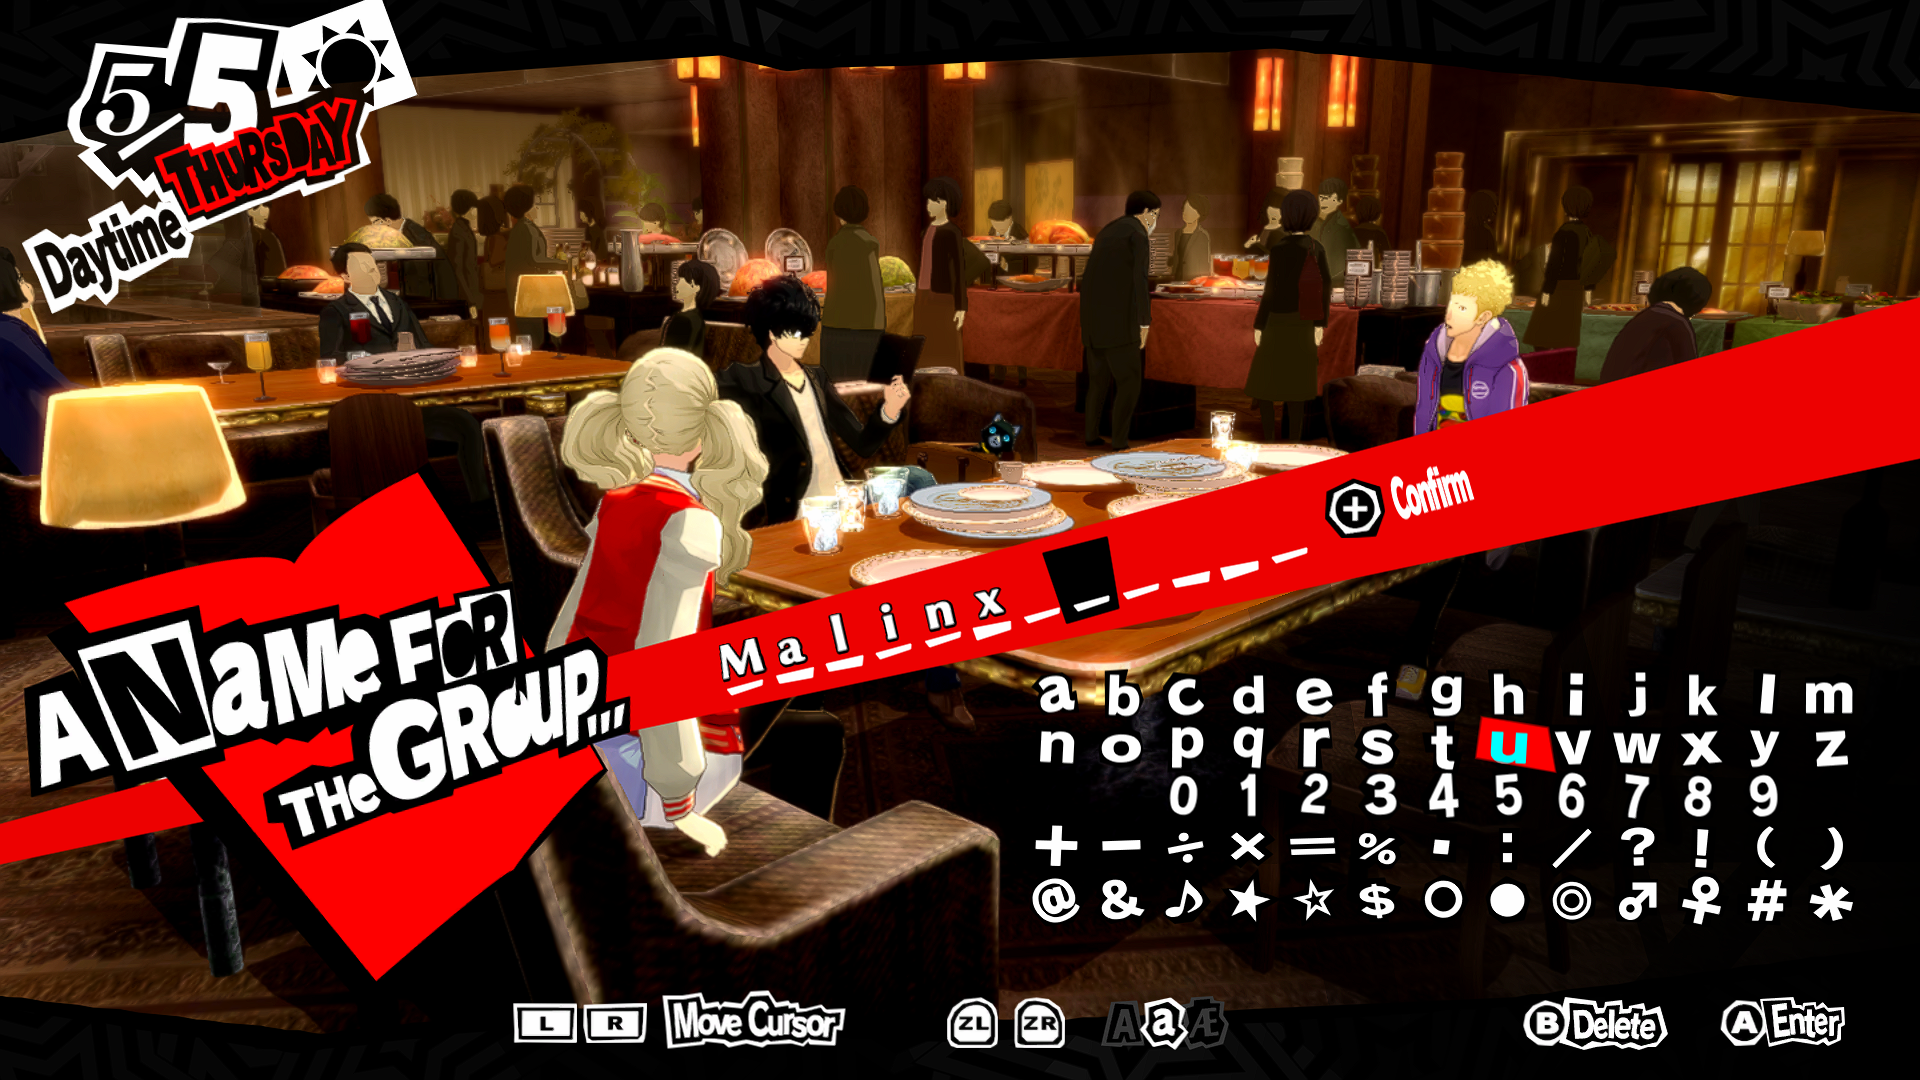 5/5
THURSDAY
Daytime
A NaMe FOR
THe GROUP...
Malinx
Confirm
a b c d e f g h i j k l m
n o p q r s t u v w x y z
0 1 2 3 4 5 6 7 8 9
+ − ÷ × = % · : / ? ! ( )
@ & ♪ ★ ☆ $ ○ ● ◎ ♂ ♀ # *
L R Move Cursor ZL ZR A a Æ B Delete A Enter